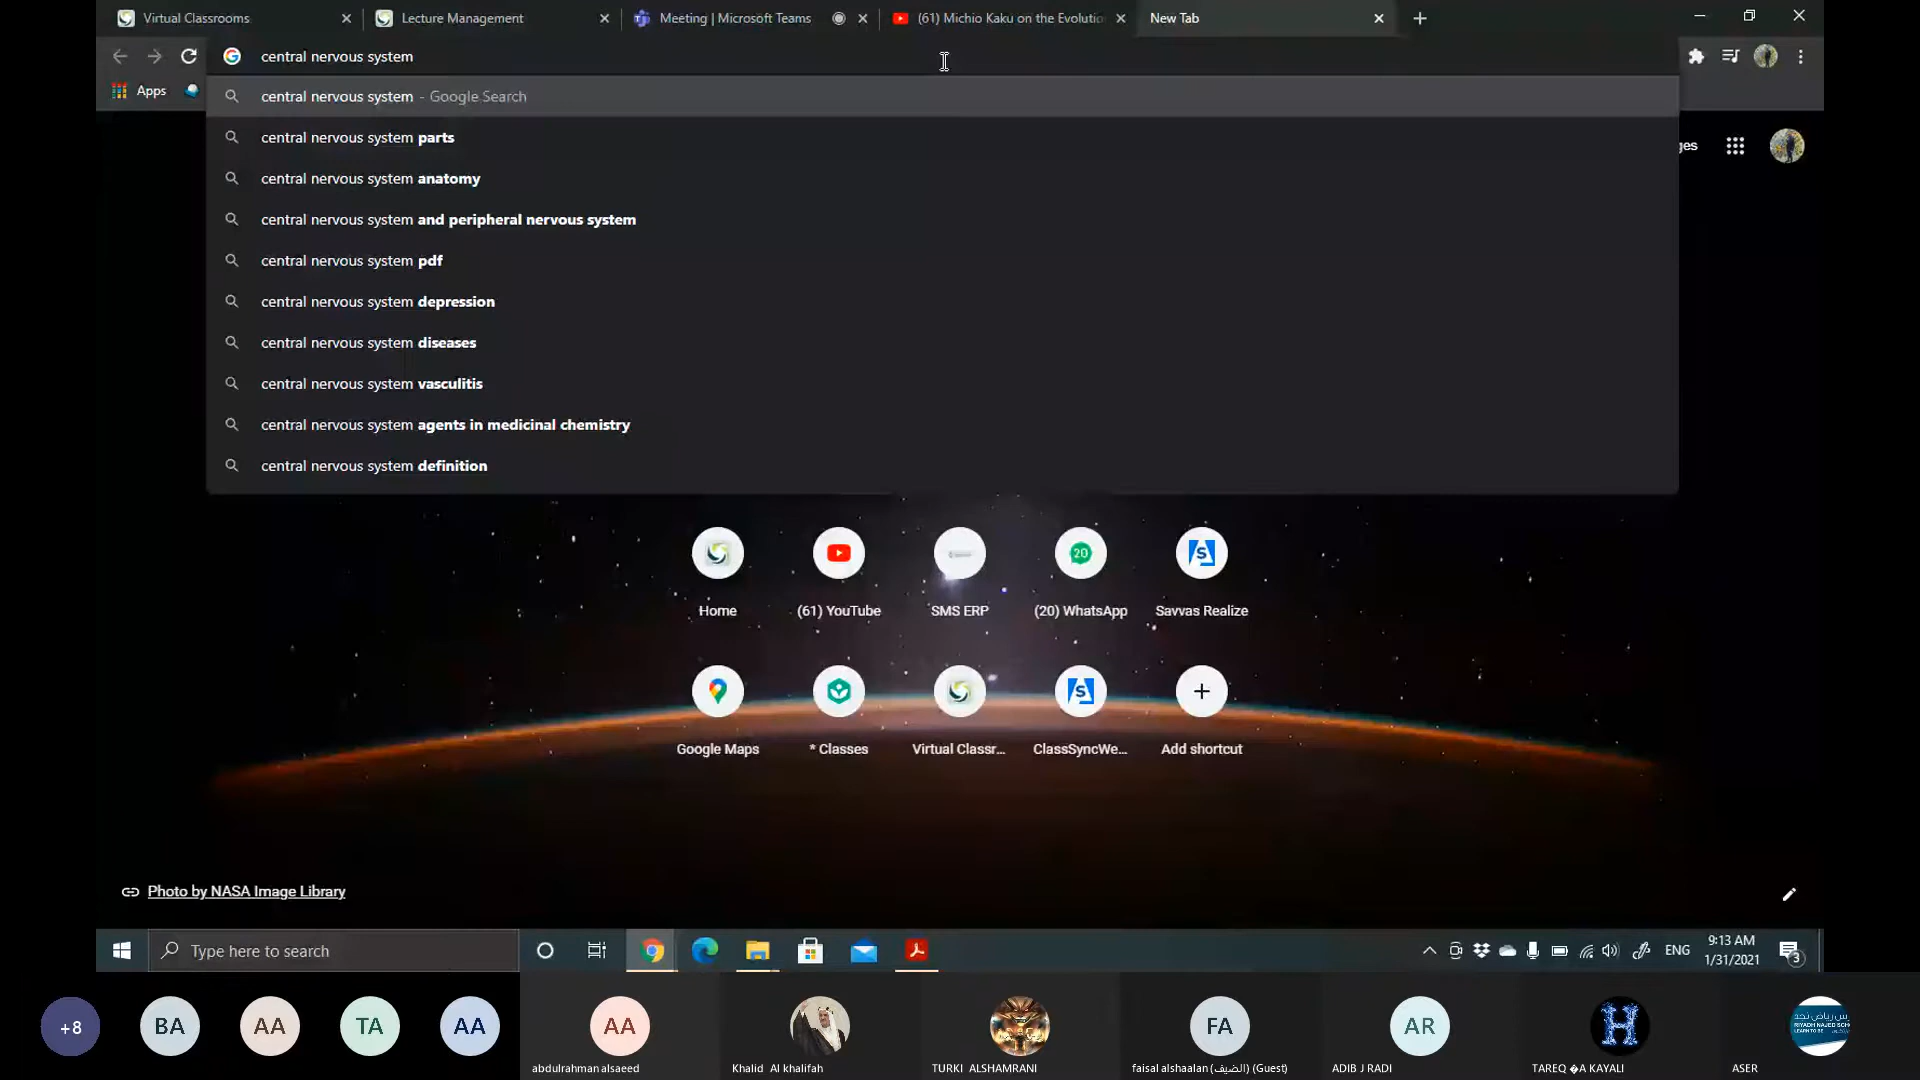 Virtual Classrooms
Lecture Management
Meeting | Microsoft Teams
(61) Michio Kaku on the Evolutio
New Tab
central nervous system
Apps
central nervous system - Google Search
central nervous system parts
central nervous system anatomy
central nervous system and peripheral nervous system
central nervous system pdf
central nervous system depression
central nervous system diseases
central nervous system vasculitis
central nervous system agents in medicinal chemistry
central nervous system definition
ges
20
Home
(61) YouTube
SMS ERP
(20) WhatsApp
Savvas Realize
Google Maps
* Classes
Virtual Classr...
ClassSyncWe...
Add shortcut
Photo by NASA Image Library
Type here to search
ENG
9:13 AM
1/31/2021
3
+8
BA
AA
TA
AA
AA
FA
AR
H
abdulrahman alsaeed
Khalid Al khalifah
TURKI ALSHAMRANI
faisal alshaalan (الضيف) (Guest)
ADIB J RADI
TAREQ �A KAYALI
ASER